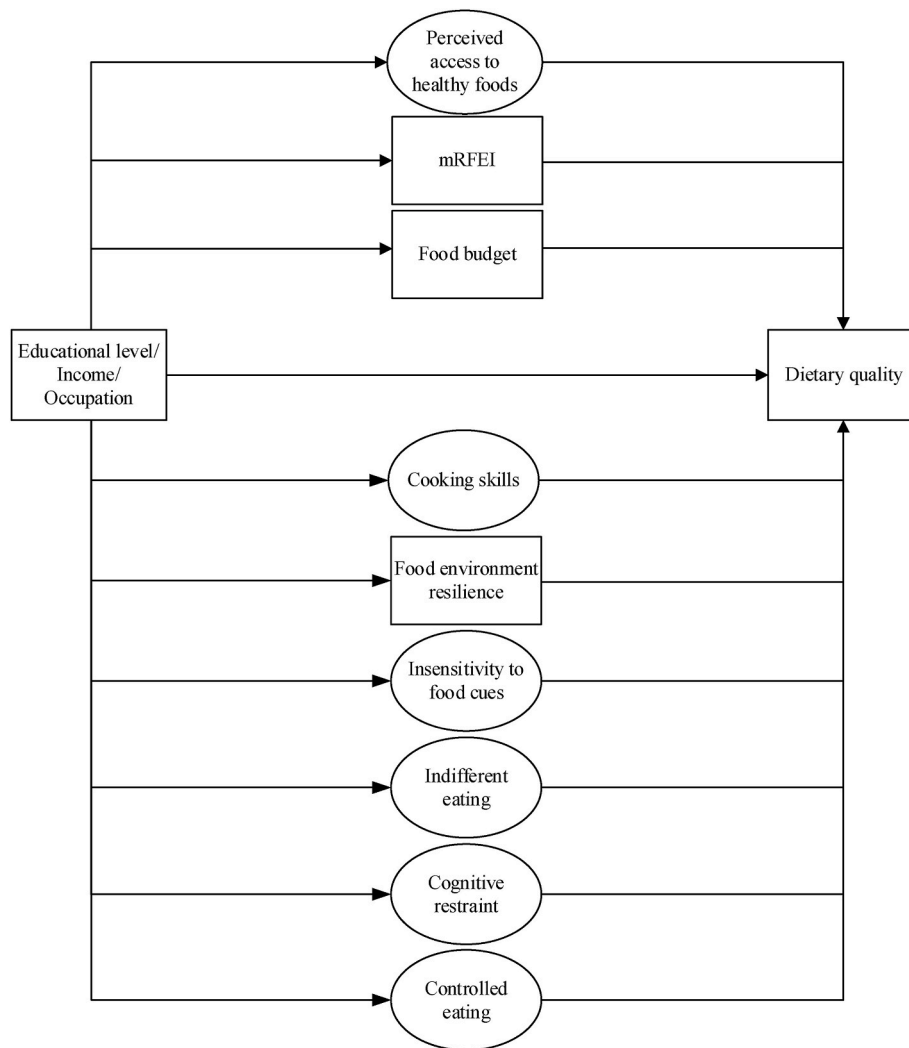 Perceived
access to
healthy foods
mRFEI
Food budget
Educational level/
Income/
Occupation
Dietary quality
Cooking skills
Food environment
resilience
Insensitivity to
food cues
Indifferent
eating
Cognitive
restraint
Controlled
eating